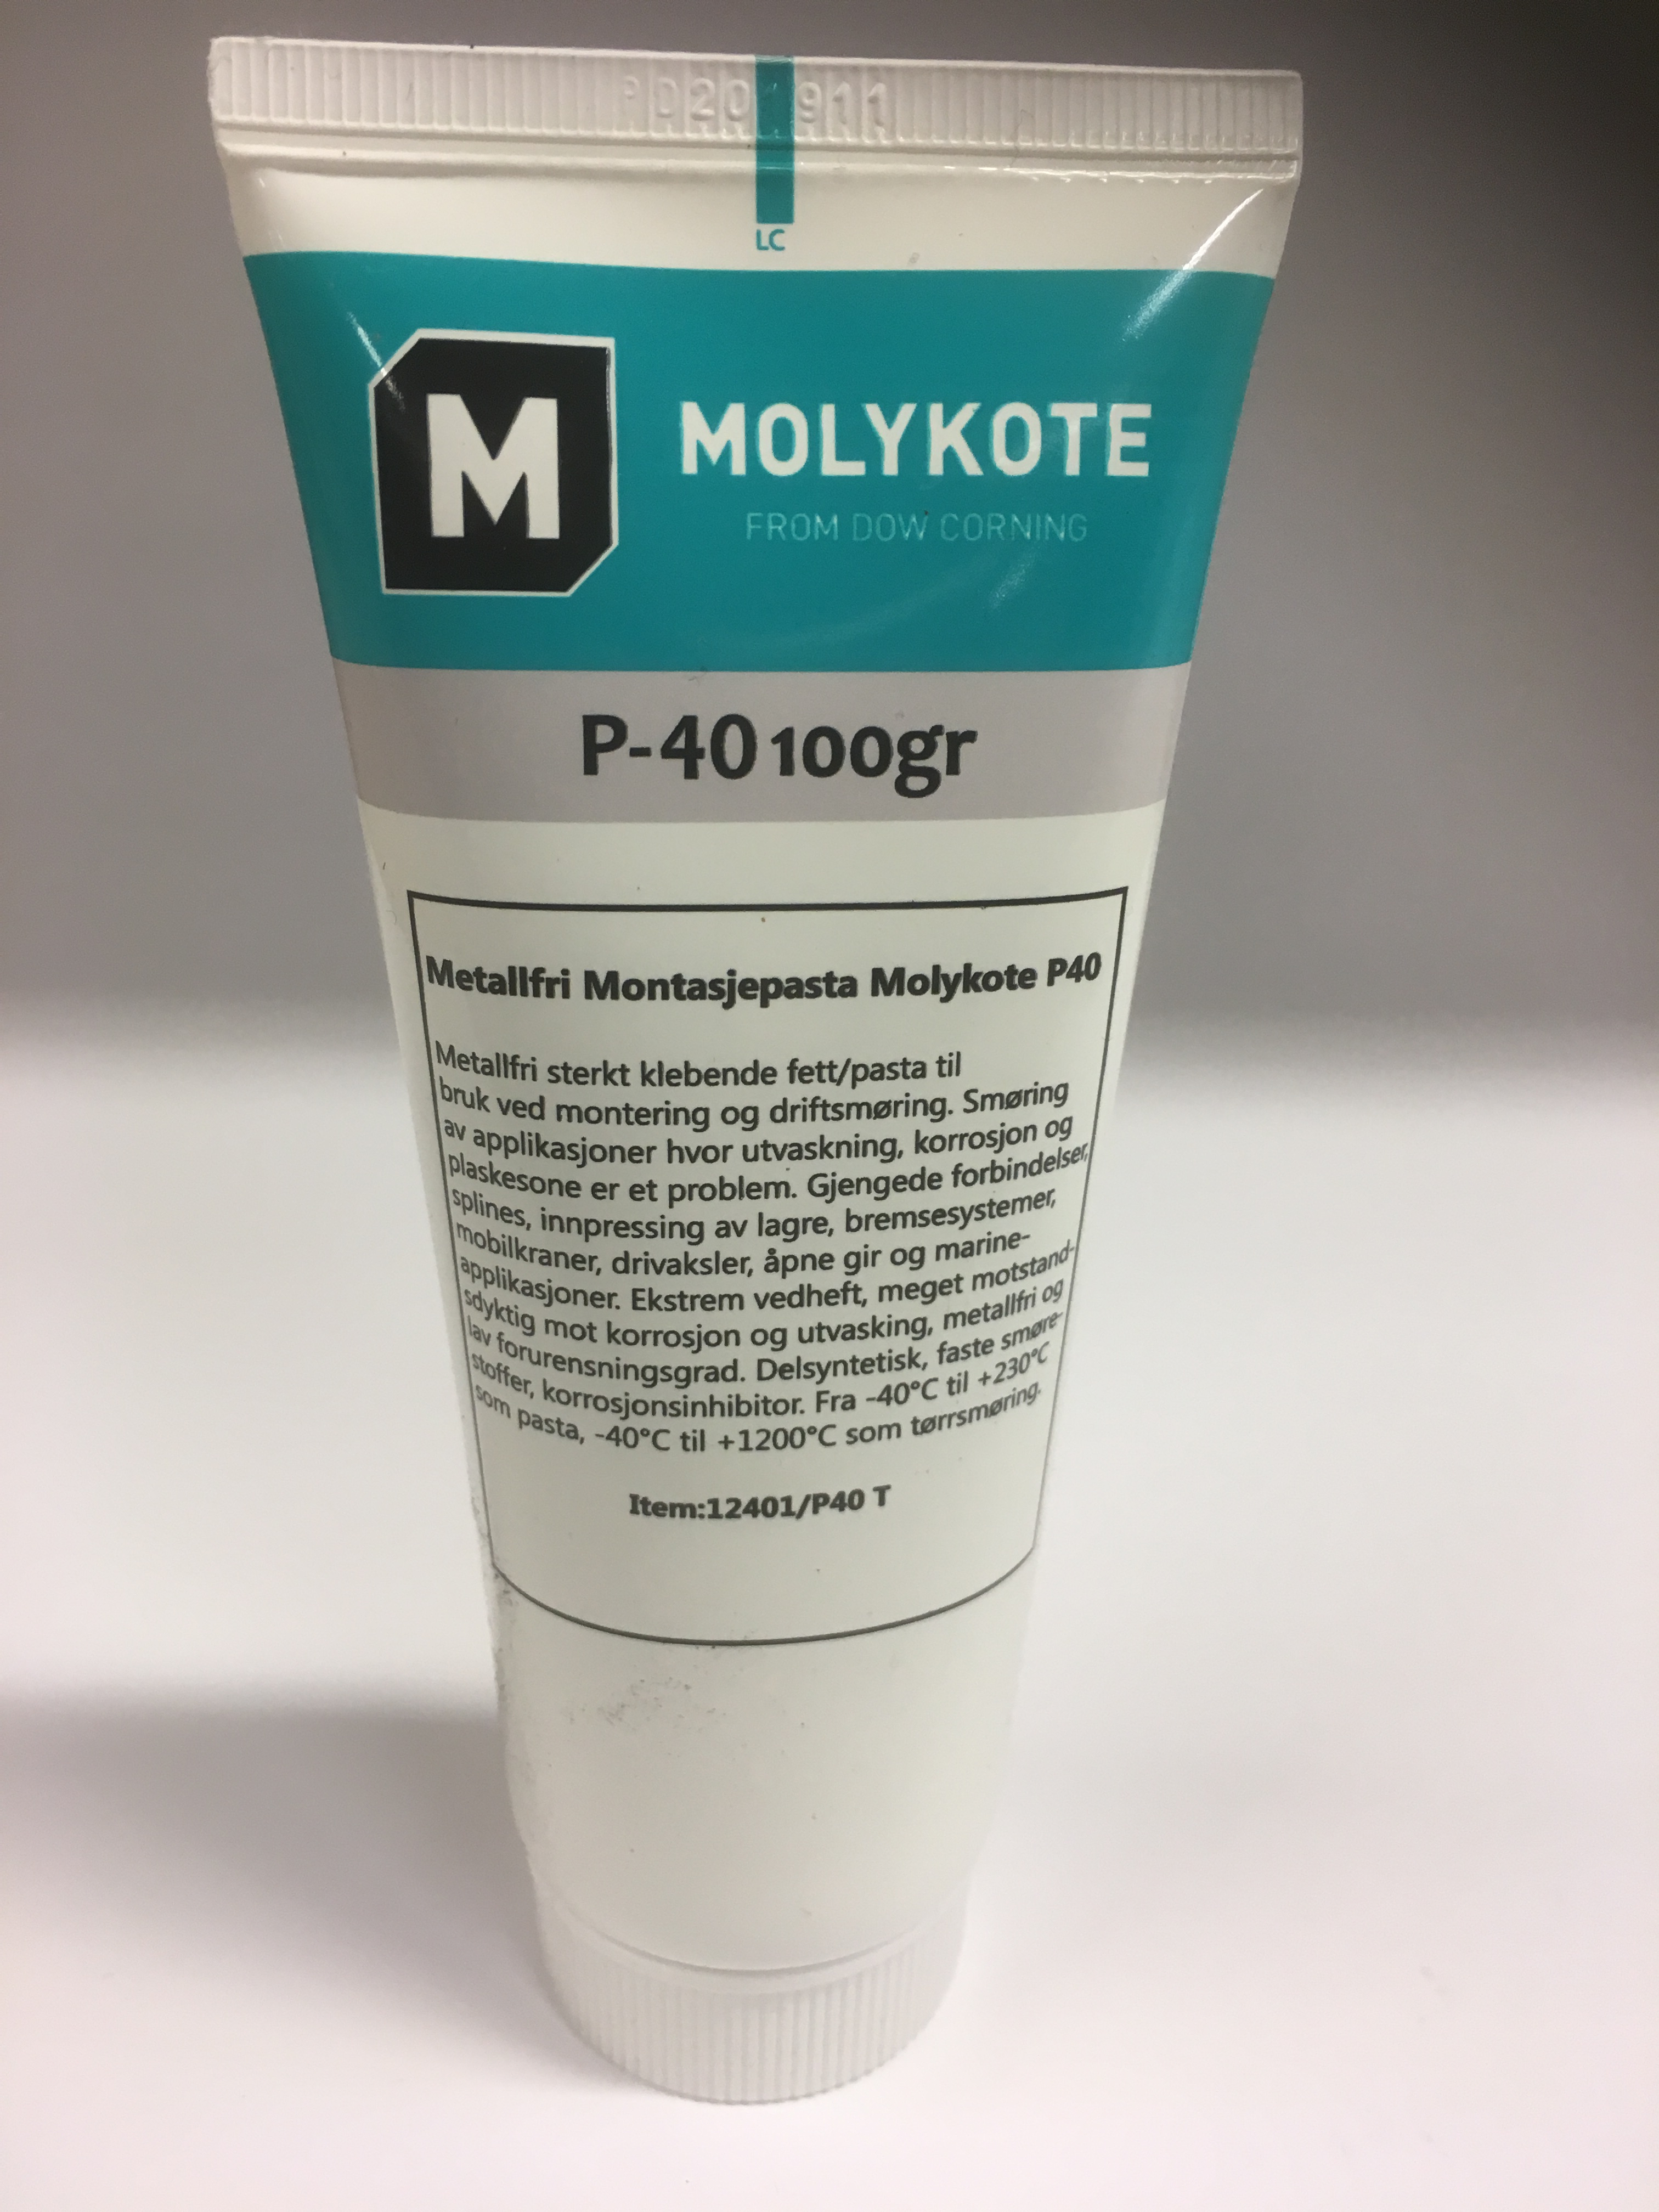 PD201911
LC
M
MOLYKOTE
FROM DOW CORNING
P-40 100gr
Metallfri Montasjepasta Molykote P40
Metallfri sterkt klebende fett/pasta til
bruk ved montering og driftsmøring. Smøring
av applikasjoner hvor utvaskning, korrosjon og
plaskesone er et problem. Gjengede forbindelser,
splines, innpressing av lagre, bremsesystemer,
mobilkraner, drivaksler, åpne gir og marine-
applikasjoner. Ekstrem vedheft, meget motstand-
sdyktig mot korrosjon og utvasking, metallfri og
lav forurensningsgrad. Delsyntetisk, faste smøre-
stoffer, korrosjonsinhibitor. Fra -40°C til +230°C
som pasta, -40°C til +1200°C som tørrsmøring.
Item:12401/P40 T